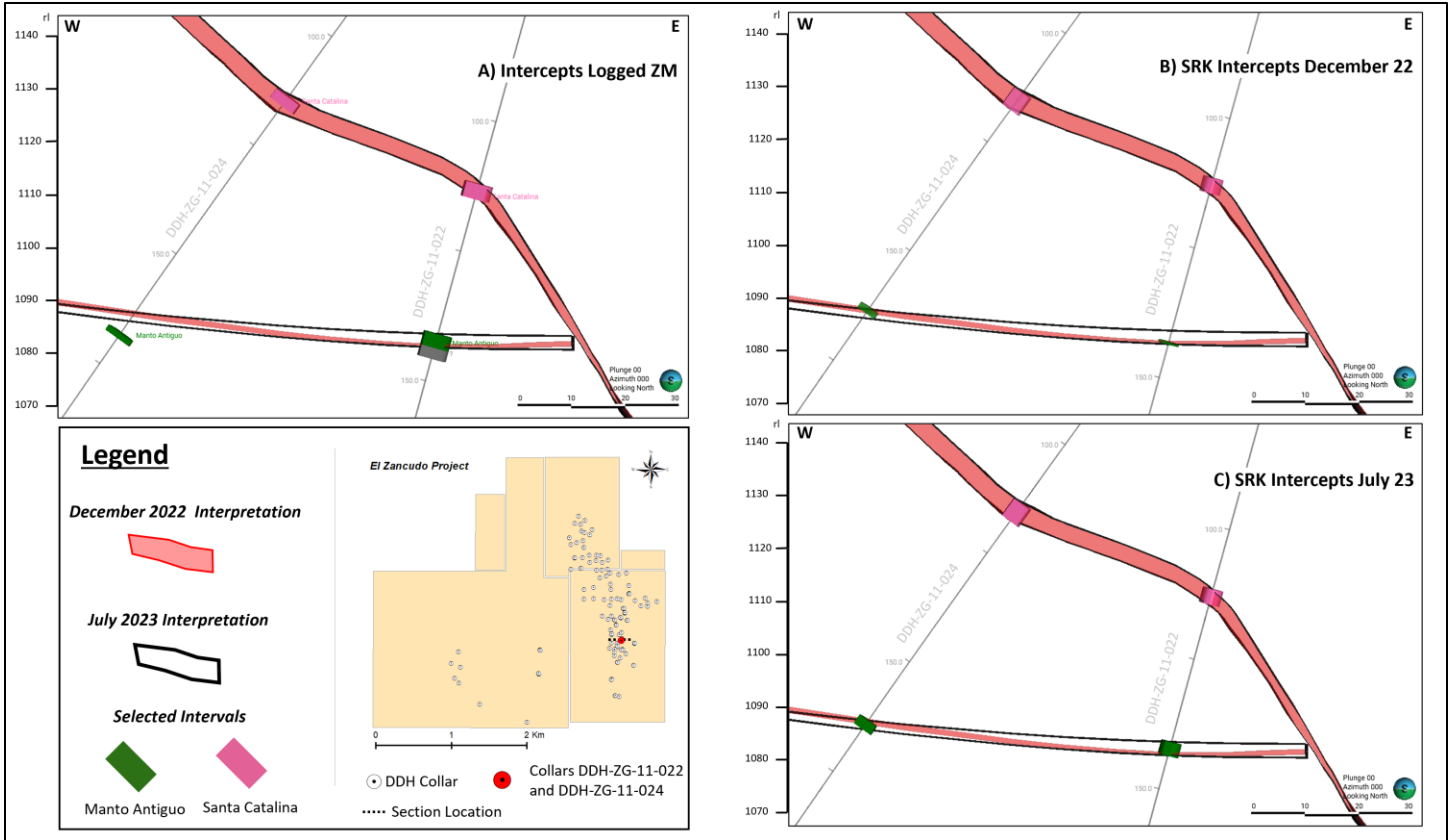 rl
W
E
1140
1130
1120
1110
1100
1090
1080
1070
A) Intercepts Logged ZM
100.0
Santa Catalina
100.0
Santa Catalina
DDH-ZG-11-024
150.0
DDH-ZG-11-022
Manto Antiguo
Manto Antiguo
150.0
Plunge 00
Azimuth 000
Looking North
0 10 20 30
rl
W
E
1140
1130
1120
1110
1100
1090
1080
1070
B) SRK Intercepts December 22
100.0
100.0
DDH-ZG-11-024
150.0
DDH-ZG-11-022
150.0
Plunge 00
Azimuth 000
Looking North
0 10 20 30
Legend
December 2022 Interpretation
July 2023 Interpretation
Selected Intervals
Manto Antiguo
Santa Catalina
El Zancudo Project
0 1 2 Km
DDH Collar
Collars DDH-ZG-11-022
and DDH-ZG-11-024
Section Location
rl
W
E
1140
1130
1120
1110
1100
1090
1080
1070
C) SRK Intercepts July 23
100.0
100.0
DDH-ZG-11-024
150.0
DDH-ZG-11-022
150.0
Plunge 00
Azimuth 000
Looking North
0 10 20 30